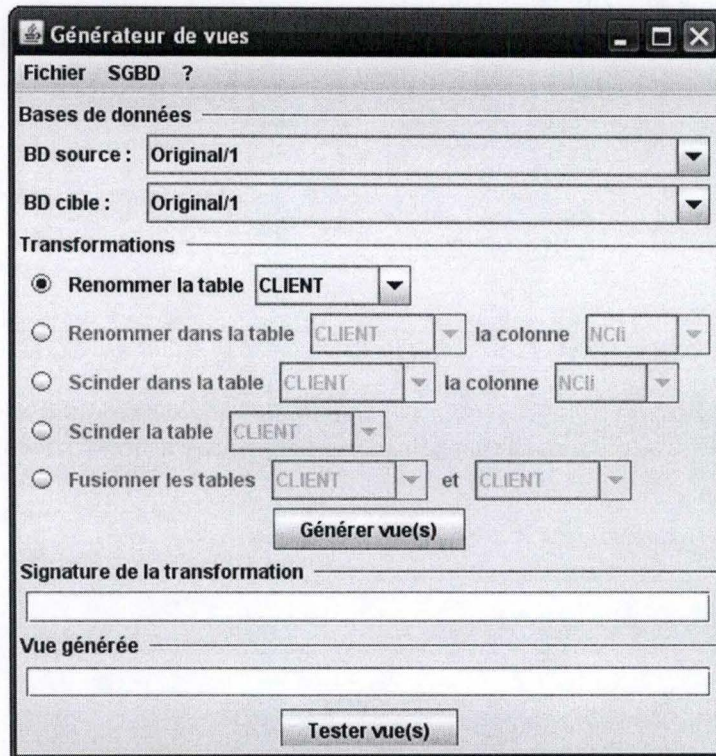 Générateur de vues
Fichier SGBD ?
Bases de données
BD source : Original/1
BD cible : Original/1
Transformations
Renommer la table CLIENT
Renommer dans la table CLIENT la colonne NCli
Scinder dans la table CLIENT la colonne NCli
Scinder la table CLIENT
Fusionner les tables CLIENT et CLIENT
Générer vue(s)
Signature de la transformation
Vue générée
Tester vue(s)